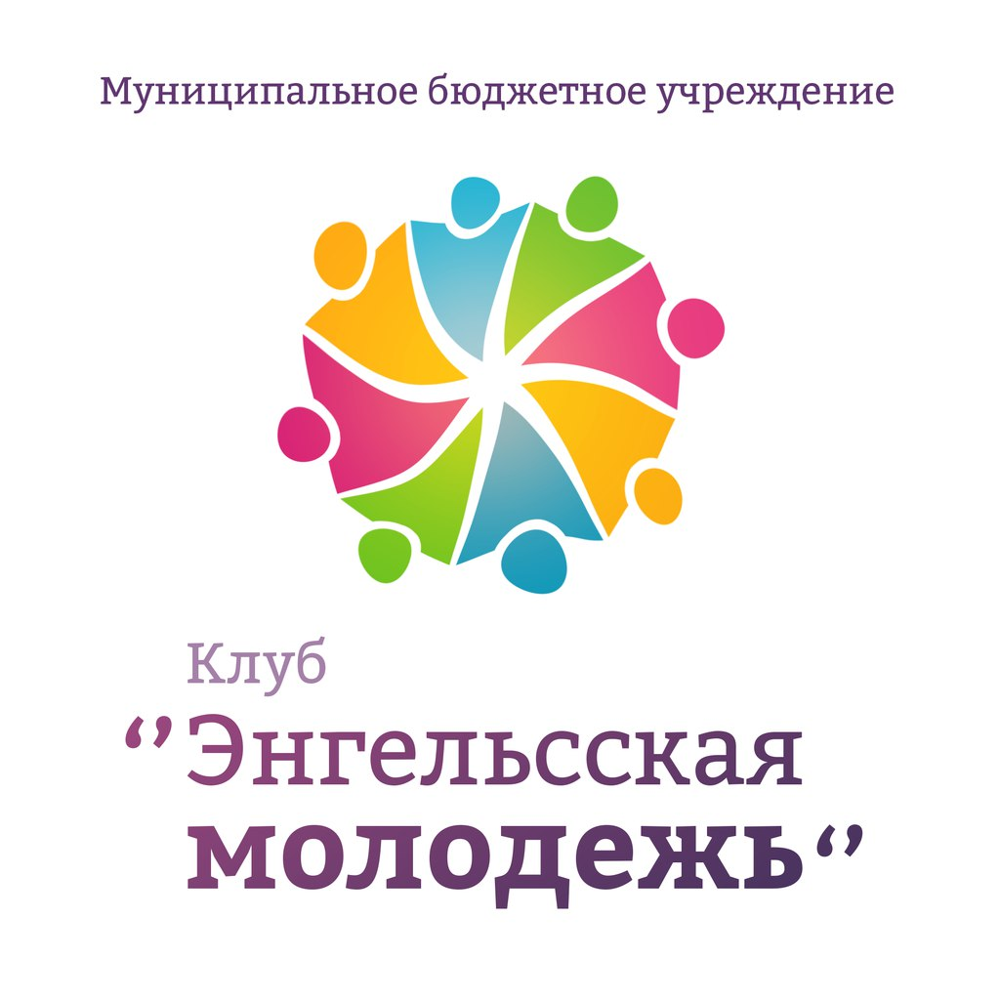 Муниципальное бюджетное учреждение
Клуб
‘’Энгельсская
молодежь‘’